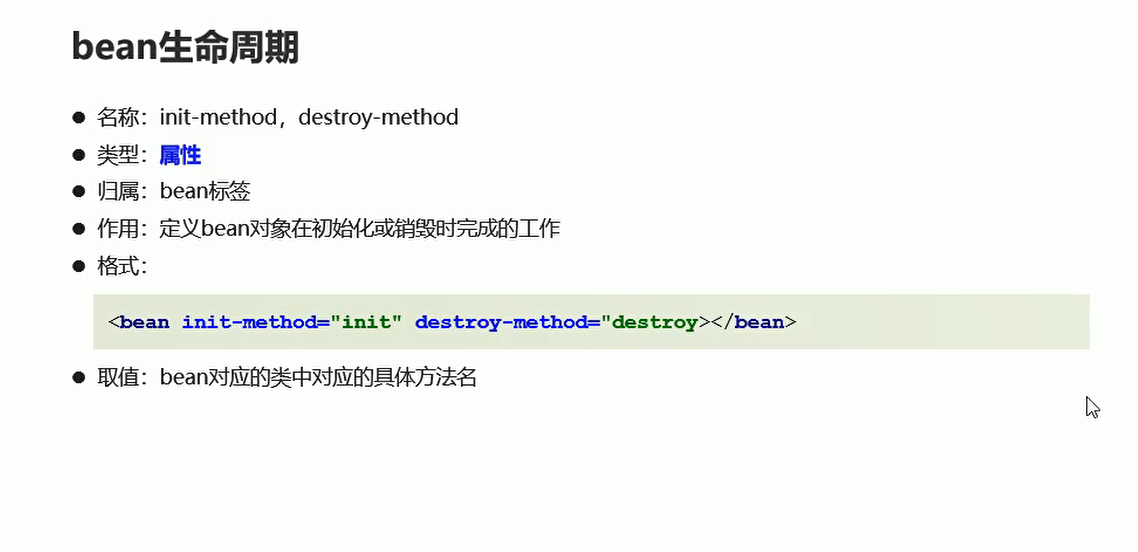 bean生命周期
● 名称：init-method，destroy-method
● 类型：属性
● 归属：bean标签
● 作用：定义bean对象在初始化或销毁时完成的工作
● 格式：
<bean init-method="init" destroy-method="destroy></bean>
● 取值：bean对应的类中对应的具体方法名